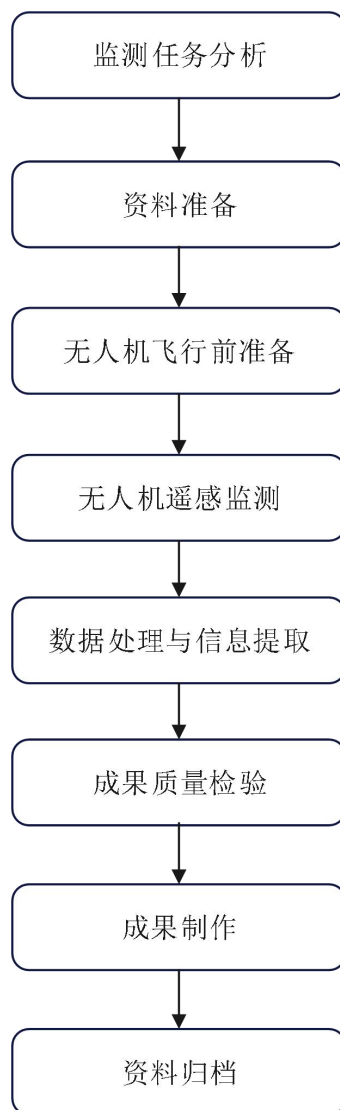 监测任务分析
资料准备
无人机飞行前准备
无人机遥感监测
数据处理与信息提取
成果质量检验
成果制作
资料归档